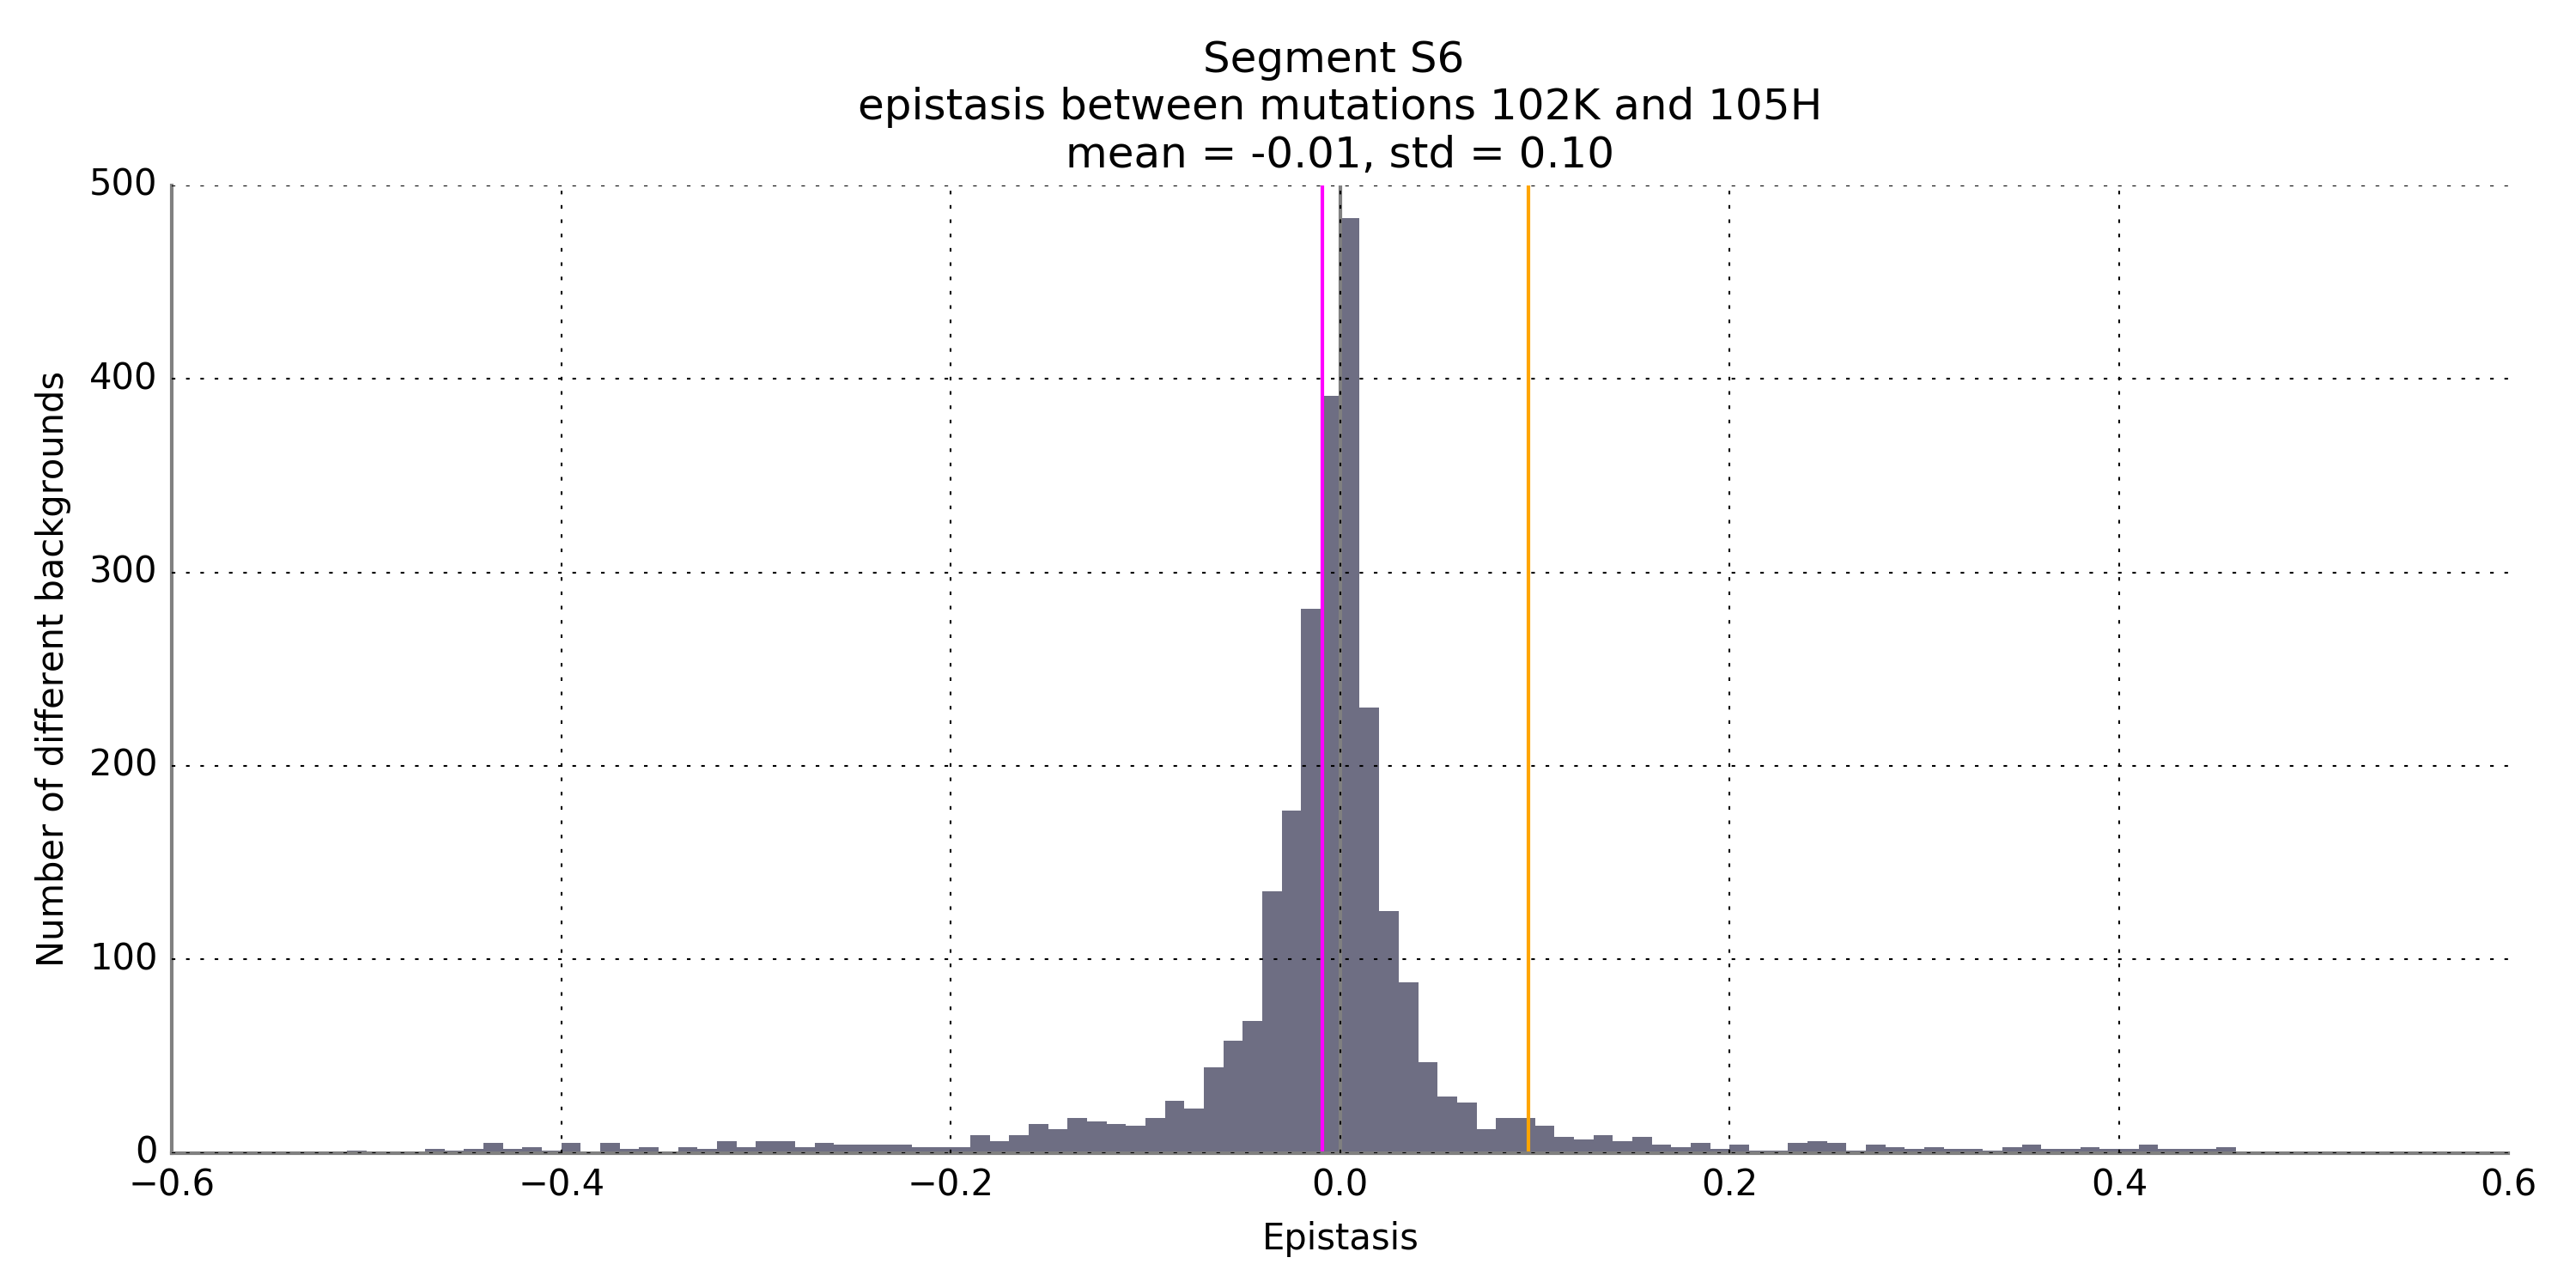 Segment S6
epistasis between mutations 102K and 105H
mean = -0.01, std = 0.10
500
400
300
200
100
0
Number of different backgrounds
−0.6 −0.4 −0.2 0.0 0.2 0.4 0.6
Epistasis